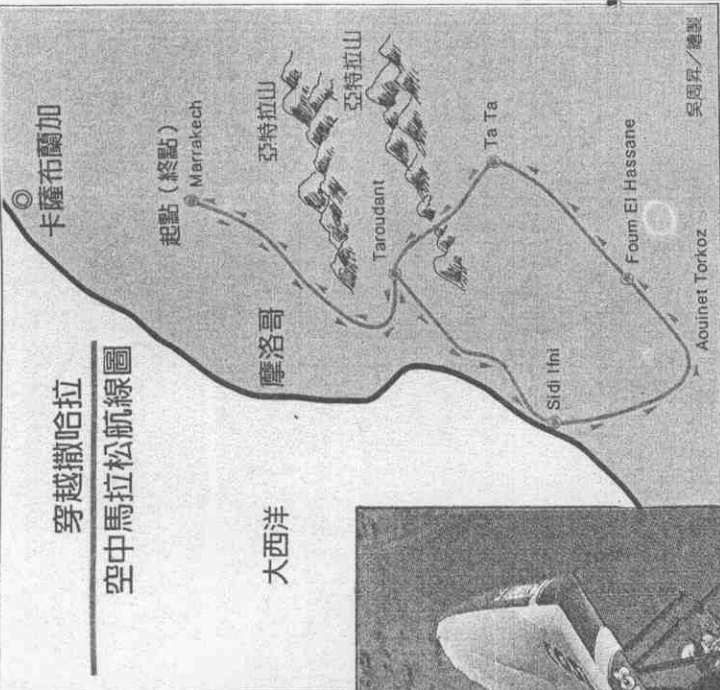 穿越撒哈拉
空中馬拉松航線圖
卡薩布蘭加
起點（終點）
Marrakech
亞特拉山
亞特拉山
Taroudant
Ta Ta
摩洛哥
大西洋
Sidi Ifni
Foum El Hassane
Aouinet Torkoz
吳周昇／繪製